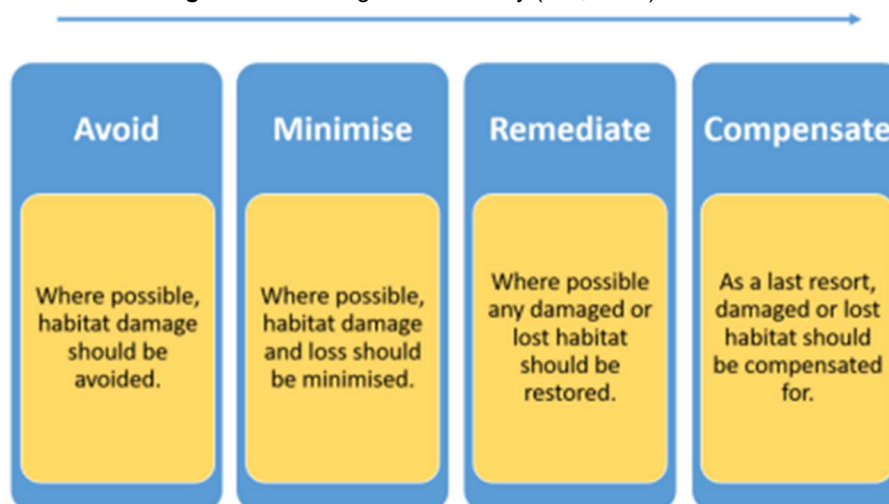 Avoid
Where possible,
habitat damage
should be
avoided.
Minimise
Where possible,
habitat damage
and loss should
be minimised.
Remediate
Where possible
any damaged or
lost habitat
should be
restored.
Compensate
As a last resort,
damaged or lost
habitat should
be compensated
for.